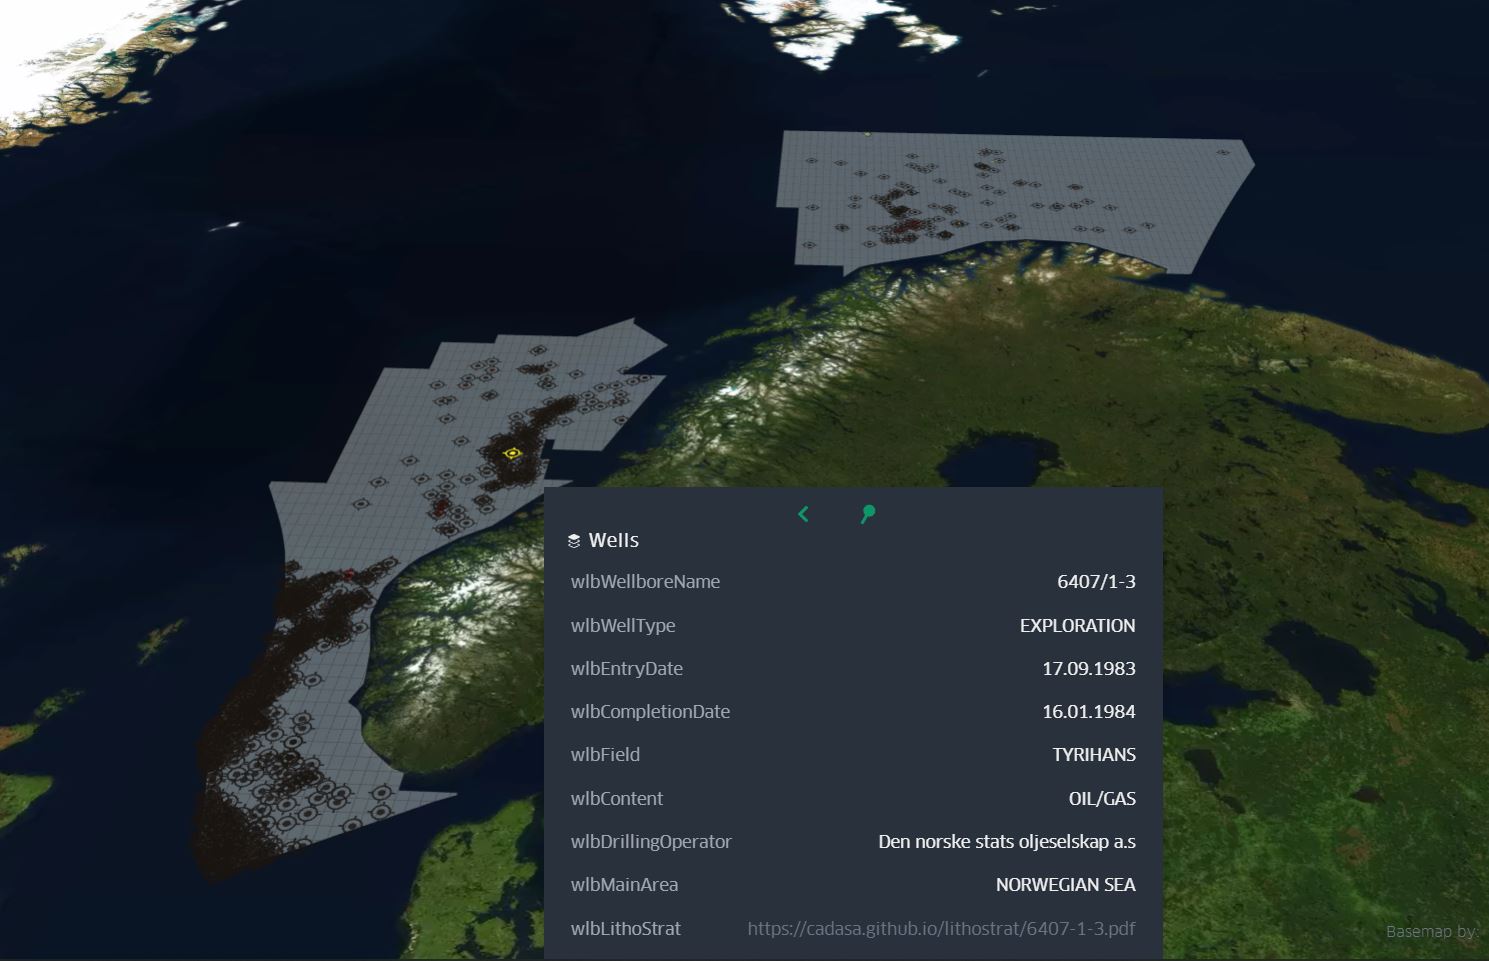 Wells
wlbWellboreName 6407/1-3
wlbWellType EXPLORATION
wlbEntryDate 17.09.1983
wlbCompletionDate 16.01.1984
wlbField TYRIHANS
wlbContent OIL/GAS
wlbDrillingOperator Den norske stats oljeselskap a.s
wlbMainArea NORWEGIAN SEA
wlbLithoStrat https://cadasa.github.io/lithostrat/6407-1-3.pdf
Basemap by: